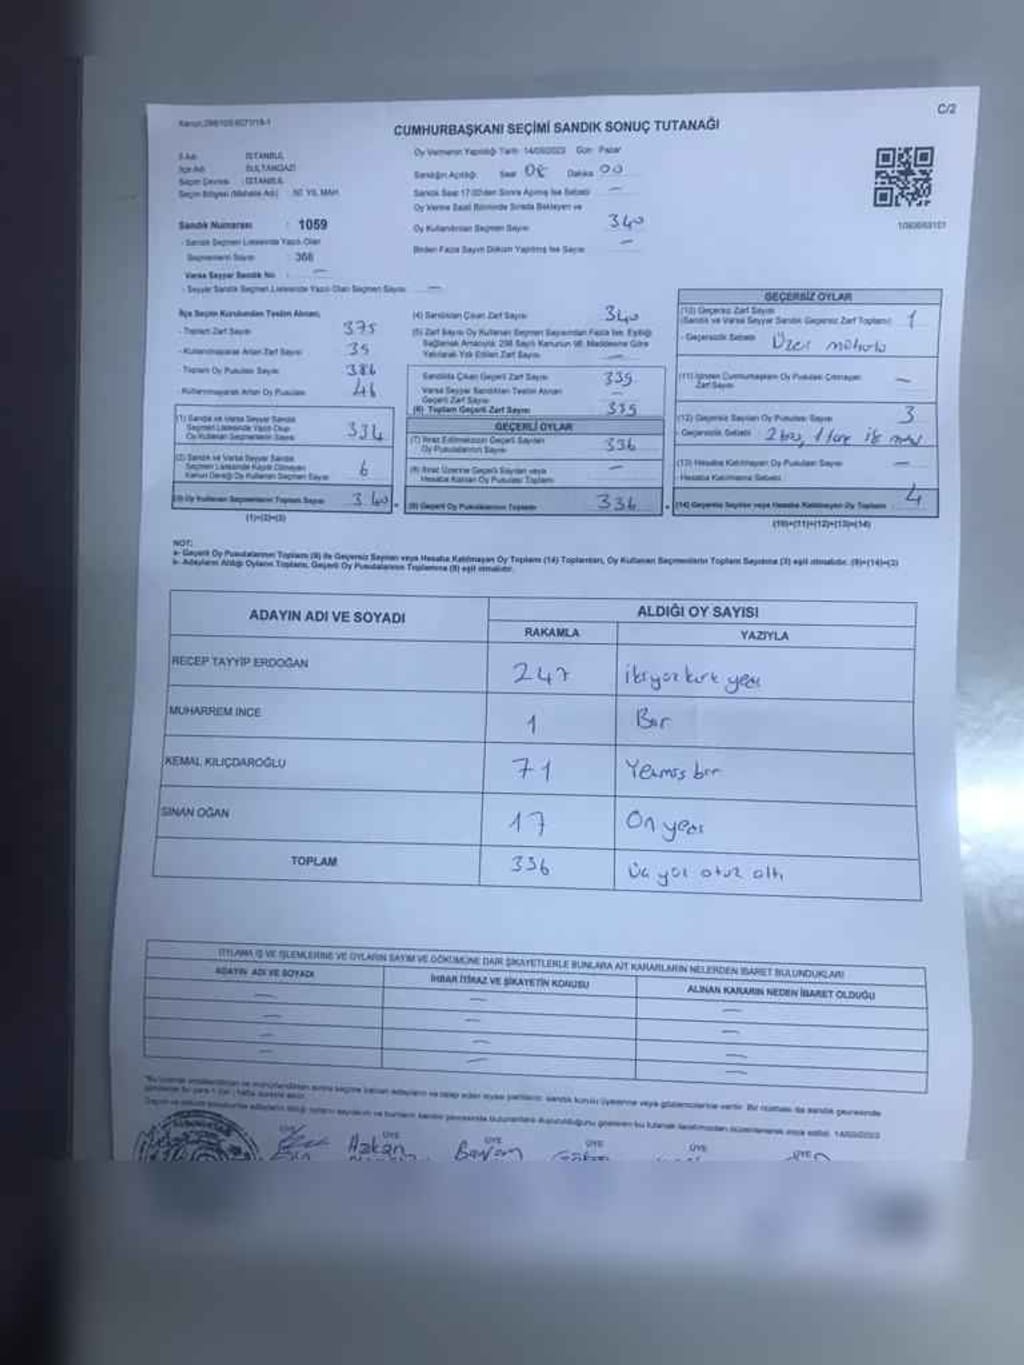 C/2
CUMHURBAŞKANI SEÇİMİ SANDIK SONUÇ TUTANAĞI
İli Adı : İSTANBUL
İlçe Adı : SULTANGAZİ
Seçim Çevresi : İSTANBUL
Seçim Bölgesi (Mahalle Adı) : 50. YIL MAH.
Sandık Numarası : 1059
- Sandık Seçmen Listesinde Yazılı Olan
Seçmenlerin Sayısı : 368
Varsa Seyyar Sandık No : —
- Seyyar Sandık Seçmen Listesinde Yazılı Olan Seçmen Sayısı —
Oy Vermenin Yapıldığı Tarih: 14/05/2023 Gün: Pazar
Sandığın Açıldığı Saat 08 Dakika 00
Sandık Saat 17:00'den Sonra Açılmış İse Sebebi —
Oy Verme Saati Bitiminde Sırada Bekleyen ve
Oy Kullandırılan Seçmen Sayısı 340
Birden Fazla Sayım Döküm Yapılmış İse Sayısı —
İlçe Seçim Kurulundan Teslim Alınan;
- Toplam Zarf Sayısı 375
- Kullanılmayarak Artan Zarf Sayısı 35
- Toplam Oy Pusulası Sayısı 386
- Kullanılmayarak Artan Oy Pusulası 46
(1) Sandık ve Varsa Seyyar Sandık
Seçmen Listesinde Yazılı Olup
Oy Kullanan Seçmenlerin Sayısı 334
(2) Sandık ve Varsa Seyyar Sandık
Seçmen Listesinde Kayıtlı Olmayan
Kanun Gereği Oy Kullanan Seçmen Sayısı 6
(3) Oy Kullanan Seçmenlerin Toplam Sayısı 340
(1)+(2)=(3)
(4) Sandıktan Çıkan Zarf Sayısı 340
(5) Zarf Sayısı Oy Kullanan Seçmen Sayısından Fazla İse, Eşitliği
Sağlamak Amacıyla; 298 Sayılı Kanunun 98. Maddesine Göre
Yakılarak Yok Edilen Zarf Sayısı —
Sandıkta Çıkan Geçerli Zarf Sayısı 339
Varsa Seyyar Sandıktan Teslim Alınan
Geçerli Zarf Sayısı —
(6) Toplam Geçerli Zarf Sayısı 339
GEÇERLİ OYLAR
(7) İtiraz Edilmeksizin Geçerli Sayılan
Oy Pusulalarının Sayısı 336
(8) İtiraz Üzerine Geçerli Sayılan veya
Hesaba Katılan Oy Pusulası Toplamı —
(9) Geçerli Oy Pusulalarının Toplamı 336
GEÇERSİZ OYLAR
(10) Geçersiz Zarf Sayısı
(Sandık ve Varsa Seyyar Sandık Geçersiz Zarf Toplamı) 1
- Geçersizlik Sebebi
(11) İçinden Cumhurbaşkanı Oy Pusulası Çıkmayan
Zarf Sayısı —
(12) Geçersiz Sayılan Oy Pusulası Sayısı 3
- Geçersizlik Sebebi
(13) Hesaba Katılmayan Oy Pusulası Sayısı —
- Hesaba Katılmama Sebebi
(14) Geçersiz Sayılan veya Hesaba Katılmayan Oy Toplamı 4
(10)+(11)+(12)+(13)=(14)
NOT:
a- Geçerli Oy Pusulalarının Toplamı (9) ile Geçersiz Sayılan veya Hesaba Katılmayan Oy Toplamı (14) Toplamları, Oy Kullanan Seçmenlerin Toplam Sayısına (3) eşit olmalıdır. (9)+(14)=(3)
b- Adayların Aldığı Oyların Toplamı, Geçerli Oy Pusulalarının Toplamına (9) eşit olmalıdır.
ADAYIN ADI VE SOYADI ALDIĞI OY SAYISI
RAKAMLA YAZIYLA
RECEP TAYYİP ERDOĞAN 247 ikiyüz kırk yedi
MUHARREM İNCE 1 Bir
KEMAL KILIÇDAROĞLU 71 Yetmiş bir
SİNAN OĞAN 17 On yedi
TOPLAM 336 Üç yüz otuz altı
OYLAMA İŞ VE İŞLEMLERİNE VE OYLARIN SAYIM VE DÖKÜMÜNE DAİR ŞİKAYETLERLE BUNLARA AİT KARARLARIN NELERDEN İBARET BULUNDUKLARI
ADAYIN ADI VE SOYADI İHBAR İTİRAZ VE ŞİKAYETİN KONUSU ALINAN KARARIN NEDEN İBARET OLDUĞU
— — —
— — —
— — —
— — —
ÜYE ÜYE ÜYE ÜYE ÜYE
Hakan Bayram